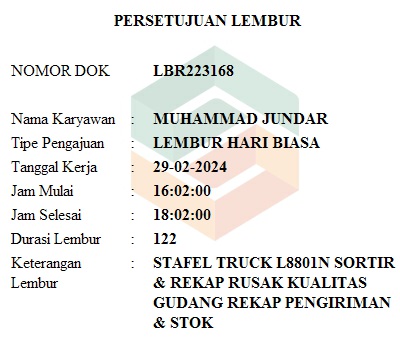 PERSETUJUAN LEMBUR
NOMOR DOK LBR223168
Nama Karyawan : MUHAMMAD JUNDAR
Tipe Pengajuan : LEMBUR HARI BIASA
Tanggal Kerja : 29-02-2024
Jam Mulai : 16:02:00
Jam Selesai : 18:02:00
Durasi Lembur : 122
Keterangan : STAFEL TRUCK L8801N SORTIR
Lembur & REKAP RUSAK KUALITAS
GUDANG REKAP PENGIRIMAN
& STOK